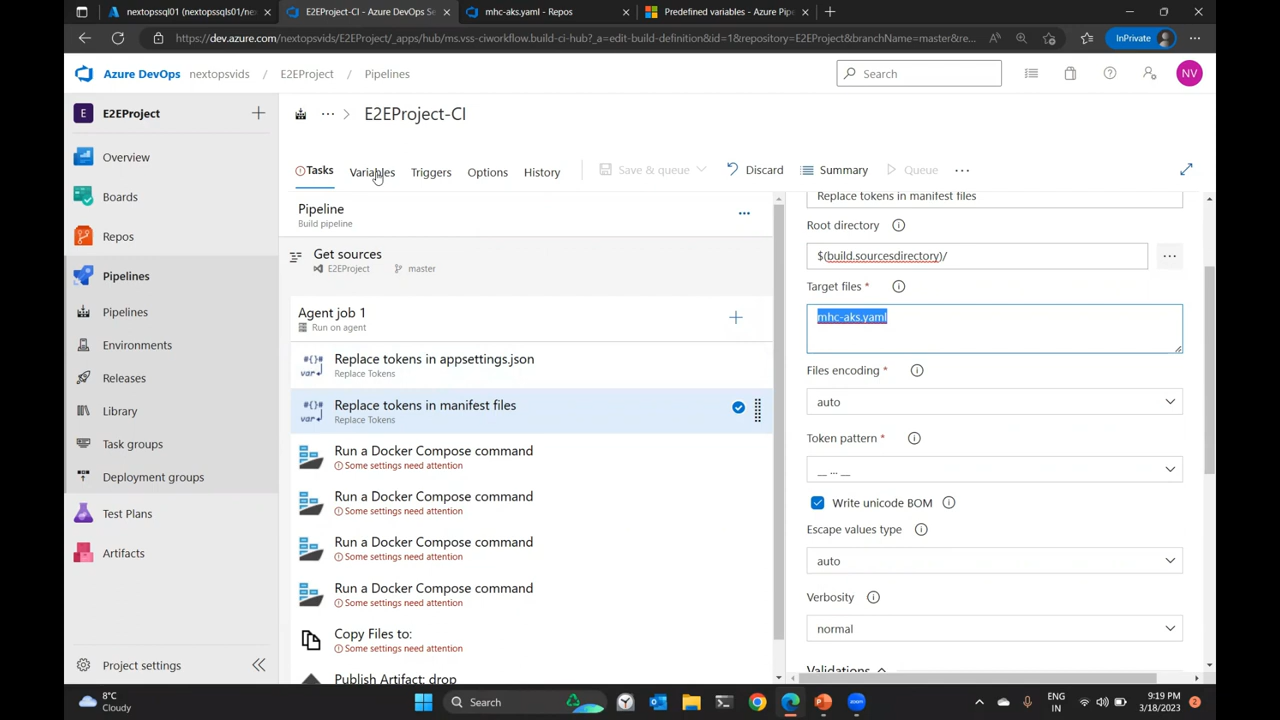 nextopssql01 (nextopssqls01/nex
E2EProject-CI - Azure DevOps Se
mhc-aks.yaml - Repos
Predefined variables - Azure Pipe
https://dev.azure.com/nextopsvids/E2EProject/_apps/hub/ms.vss-ciworkflow.build-ci-hub?_a=edit-build-definition&id=1&repository=E2EProject&branchName=master&re...
InPrivate
Azure DevOps
nextopsvids / E2EProject / Pipelines
Search
NV
E
E2EProject
Overview
Boards
Repos
Pipelines
Pipelines
Environments
Releases
Library
Task groups
Deployment groups
Test Plans
Artifacts
Project settings
... > E2EProject-CI
Tasks Variables Triggers Options History
Save & queue
Discard
Summary
Queue
...
Pipeline
Build pipeline
Get sources
E2EProject master
Agent job 1
Run on agent
Replace tokens in appsettings.json
Replace Tokens
Replace tokens in manifest files
Replace Tokens
Run a Docker Compose command
Some settings need attention
Run a Docker Compose command
Some settings need attention
Run a Docker Compose command
Some settings need attention
Run a Docker Compose command
Some settings need attention
Copy Files to:
Some settings need attention
Publish Artifact: drop
Replace tokens in manifest files
Root directory
$(build.sourcesdirectory)/
Target files *
mhc-aks.yaml
Files encoding *
auto
Token pattern *
__ ... __
Write unicode BOM
Escape values type
auto
Verbosity
normal
Validations
8°C
Cloudy
Search
ENG
IN
9:19 PM
3/18/2023
2